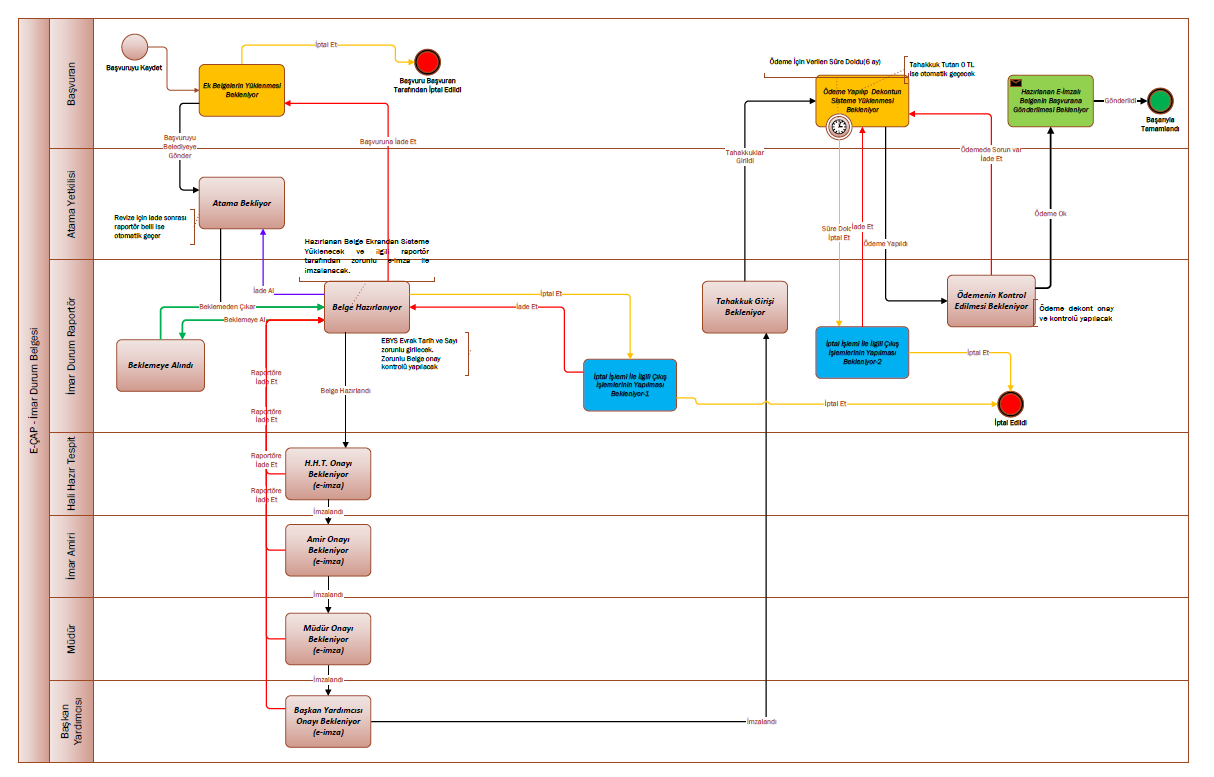 E-ÇAP - İmar Durum Belgesi
Başvuran
Başvuruyu Kaydet
Ek Belgelerin Yüklenmesi
Bekleniyor
İptal Et
Başvuru Başvuran
Tarafından İptal Edildi
Ödeme İçin Verilen Süre Doldu(6 ay)
Tahakkuk Tutarı 0 TL
ise otomatik geçecek
Ödeme Yapılıp Dekontun
Sisteme Yüklenmesi
Bekleniyor
Hazırlanan E-İmzalı
Belgenin Başvurana
Gönderilmesi Bekleniyor
Gönderildi
Başarıyla
Tamamlandı
Başvuruyu
Belediyeye
Gönder
Başvurana İade Et
Tahakkuklar
Girildi
Ödemede Sorun var
İade Et
Atama Yetkilisi
Atama Bekliyor
Revize için iade sonrası
raportör belli ise
otomatik geçer
Hazırlanan Belge Ekrandan Sisteme
Yüklenecek ve ilgili raportör
tarafından zorunlu e-imza ile
imzalanacak.
Süre Doldu
İptal Et
İade Et
Ödeme Yapıldı
Ödeme Ok
İmar Durum Raportör
İade Al
Beklemeden Çıkar
Beklemeye Al
Belge Hazırlanıyor
İptal Et
İade Et
Tahakkuk Girişi
Bekleniyor
Ödemenin Kontrol
Edilmesi Bekleniyor
Ödeme dekont onay
ve kontrolü yapılacak
Beklemeye Alındı
EBYS Evrak Tarih ve Sayı
zorunlu girilecek.
Zorunlu Belge onay
kontrolü yapılacak
İptal İşlemi İle İlgili Çıkış
İşlemlerinin Yapılması
Bekleniyor-1
İptal İşlemi İle İlgili Çıkış
İşlemlerinin Yapılması
Bekleniyor-2
İptal Et
İptal Et
İptal Edildi
Raportöre
İade Et
Belge Hazırlandı
Raportöre
İade Et
Hali Hazır Tespit
Raportöre
İade Et
Raportöre
İade Et
H.H.T. Onayı
Bekleniyor
(e-imza)
İmzalandı
İmar Amiri
Amir Onayı
Bekleniyor
(e-imza)
İmzalandı
Müdür
Müdür Onayı
Bekleniyor
(e-imza)
İmzalandı
Başkan
Yardımcısı
Başkan Yardımcısı
Onayı Bekleniyor
(e-imza)
İmzalandı